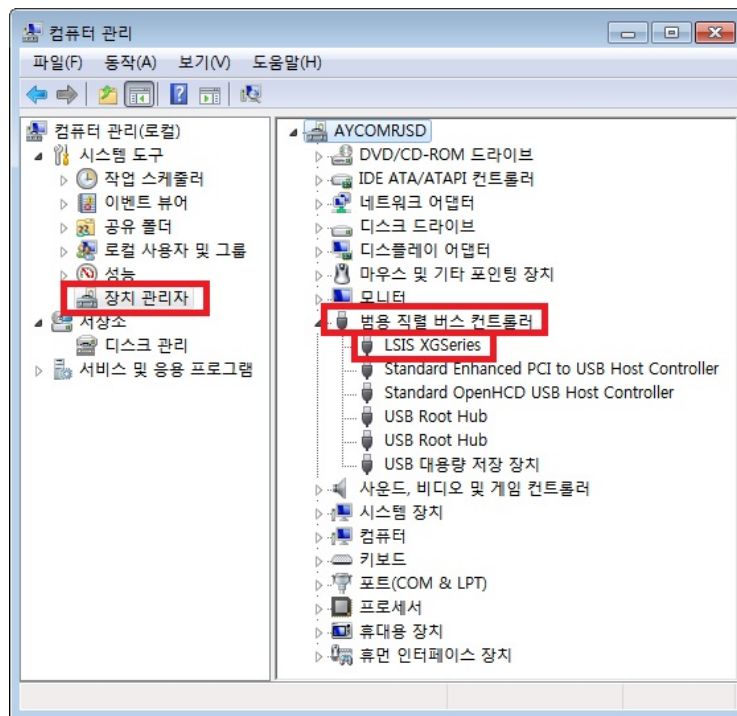 컴퓨터 관리
파일(F) 동작(A) 보기(V) 도움말(H)
컴퓨터 관리(로컬)
시스템 도구
작업 스케줄러
이벤트 뷰어
공유 폴더
로컬 사용자 및 그룹
성능
장치 관리자
저장소
디스크 관리
서비스 및 응용 프로그램
AYCOMRJSD
DVD/CD-ROM 드라이브
IDE ATA/ATAPI 컨트롤러
네트워크 어댑터
디스크 드라이브
디스플레이 어댑터
마우스 및 기타 포인팅 장치
모니터
범용 직렬 버스 컨트롤러
LSIS XGSeries
Standard Enhanced PCI to USB Host Controller
Standard OpenHCD USB Host Controller
USB Root Hub
USB Root Hub
USB 대용량 저장 장치
사운드, 비디오 및 게임 컨트롤러
시스템 장치
컴퓨터
키보드
포트(COM & LPT)
프로세서
휴대용 장치
휴먼 인터페이스 장치